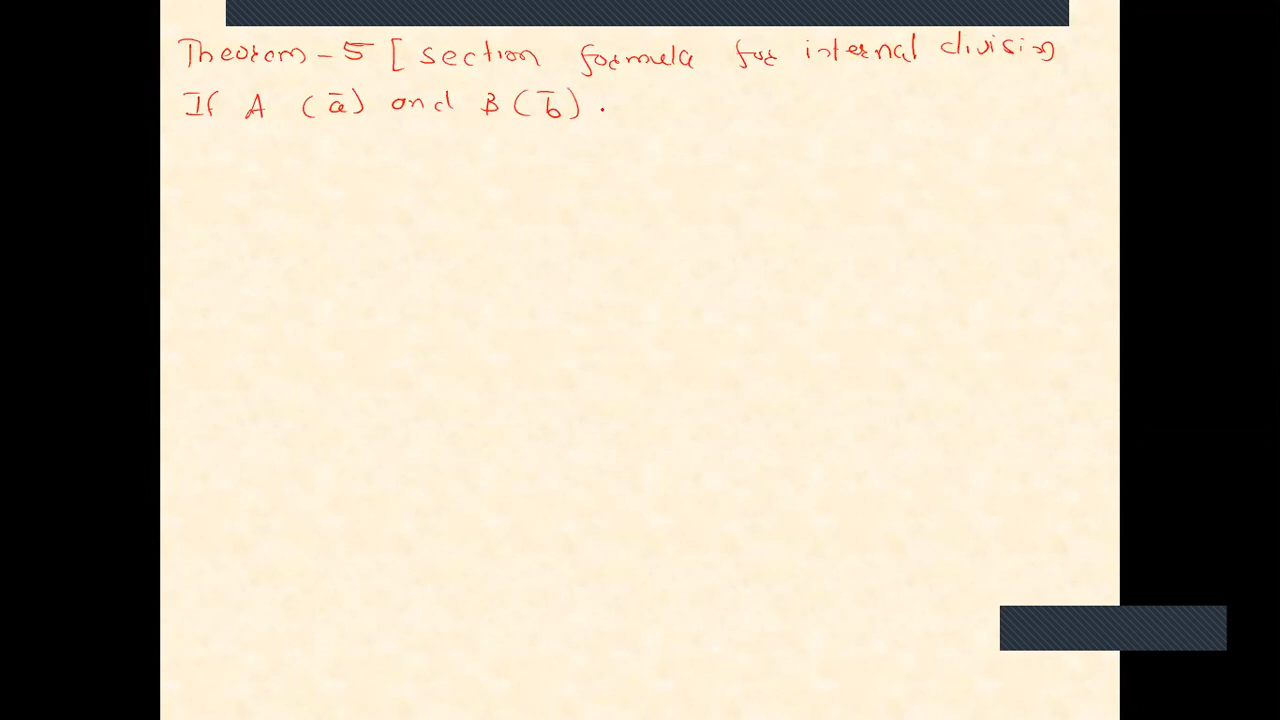 Theorem - 5 [ section formula for internal division
If A (a̅) and B (b̅) .